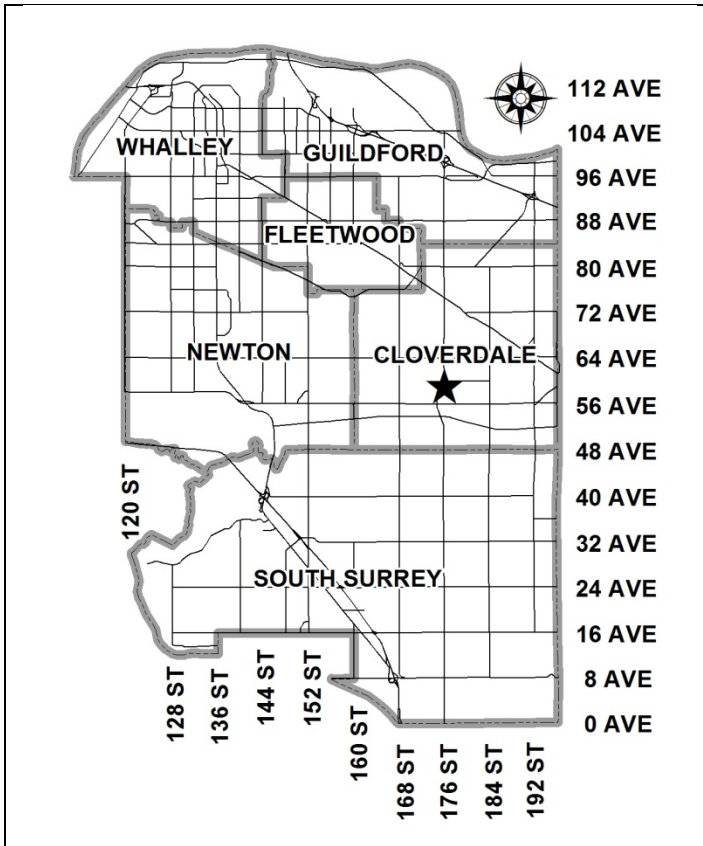 112 AVE
104 AVE
WHALLEY
GUILDFORD
96 AVE
88 AVE
FLEETWOOD
80 AVE
72 AVE
NEWTON
CLOVERDALE
64 AVE
56 AVE
48 AVE
120 ST
40 AVE
32 AVE
SOUTH SURREY
24 AVE
16 AVE
8 AVE
0 AVE
128 ST
136 ST
144 ST
152 ST
160 ST
168 ST
176 ST
184 ST
192 ST